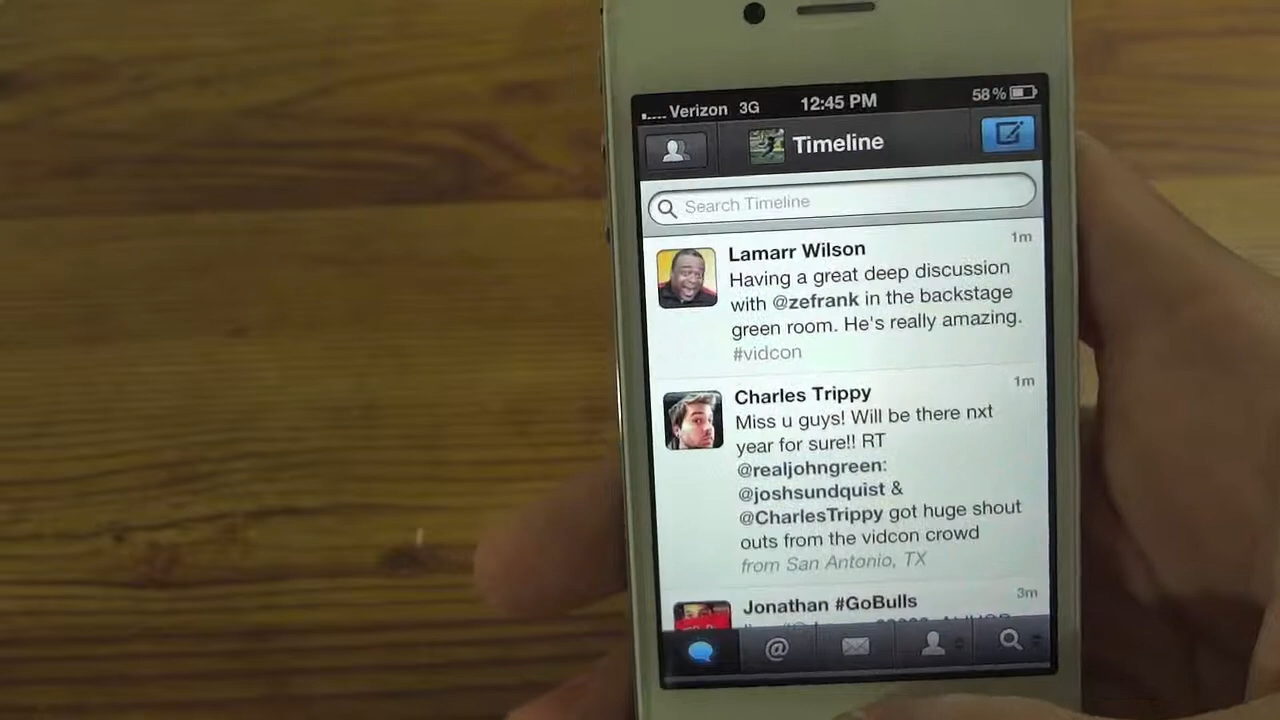 Verizon 3G 12:45 PM 58%
Timeline
Search Timeline
Lamarr Wilson 1m
Having a great deep discussion
with @zefrank in the backstage
green room. He's really amazing.
#vidcon
Charles Trippy 1m
Miss u guys! Will be there nxt
year for sure!! RT
@realjohngreen:
@joshsundquist &
@CharlesTrippy got huge shout
outs from the vidcon crowd
from San Antonio, TX
Jonathan #GoBulls 3m
@